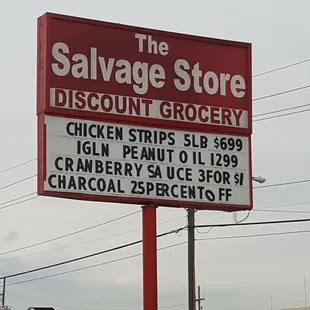 The
Salvage Store
DISCOUNT GROCERY
CHICKEN STRIPS 5LB $699
1GLN PEANUT OIL 1299
CRANBERRY SAUCE 3FOR$1
CHARCOAL 25PERCENT OFF